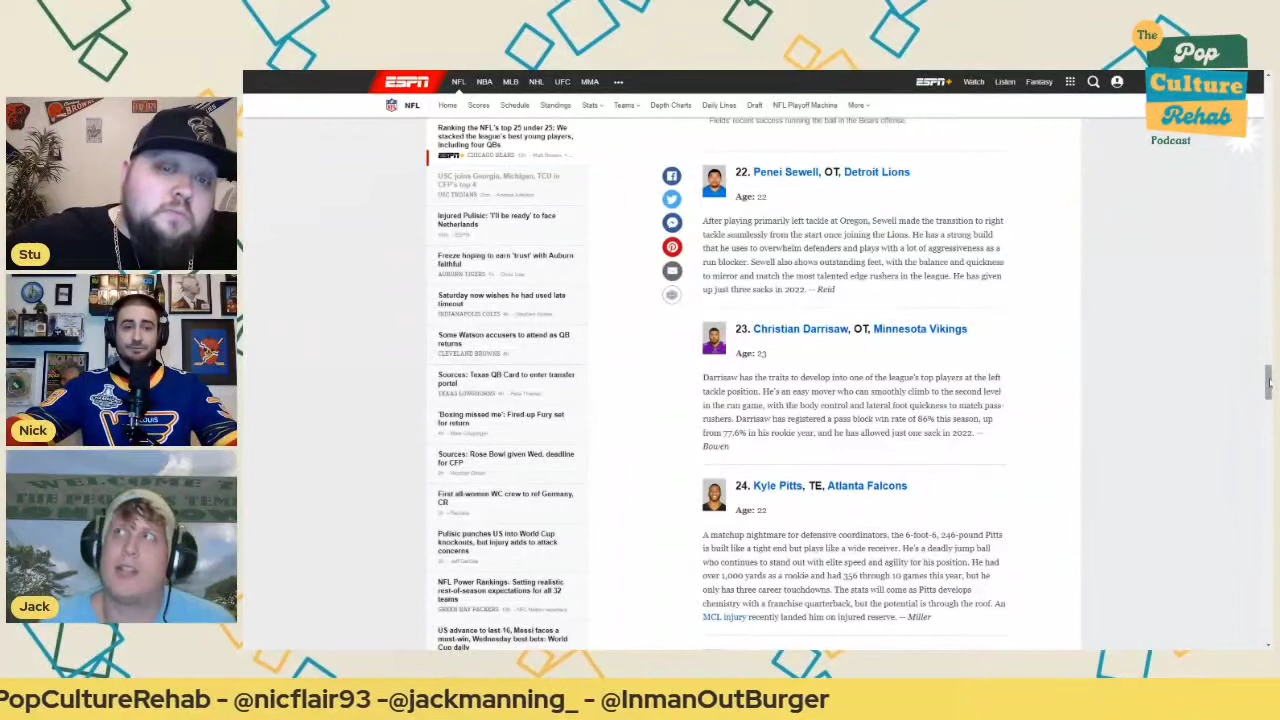 The
Pop
Culture
Rehab
Podcast
ESPN
NFL NBA MLB NHL UFC MMA •••
ESPN+ Watch Listen Fantasy
NFL Home Scores Schedule Standings Stats Teams Depth Charts Daily Lines Draft NFL Playoff Machine More
Ranking the NFL's top 25 under 25: We
stacked the league's best young players,
including four QBs
CHICAGO BEARS
USC joins Georgia, Michigan, TCU in
CFP's top 4
USC TROJANS
Injured Pulisic: 'I'll be ready' to face
Netherlands
Freeze hoping to earn 'trust' with Auburn
faithful
AUBURN TIGERS
Saturday now wishes he had used late
timeout
INDIANAPOLIS COLTS
Some Watson accusers to attend as QB
returns
CLEVELAND BROWNS
Sources: Texas QB Card to enter transfer
portal
TEXAS LONGHORNS
'Boxing missed me': Fired-up Fury set
for return
Sources: Rose Bowl given Wed. deadline
for CFP
First all-women WC crew to ref Germany,
CR
Pulisic punches US into World Cup
knockouts, but injury adds to attack
concerns
NFL Power Rankings: Setting realistic
rest-of-season expectations for all 32
teams
GREEN BAY PACKERS
US advance to last 16, Messi faces a
must-win, Wednesday best bets: World
Cup daily
Fields' recent success running the ball in the Bears offense.
22. Penei Sewell, OT, Detroit Lions
Age: 22
After playing primarily left tackle at Oregon, Sewell made the transition to right
tackle seamlessly from the start once joining the Lions. He has a strong build
that he uses to overwhelm defenders and plays with a lot of aggressiveness as a
run blocker. Sewell also shows outstanding feet, with the balance and quickness
to mirror and match the most talented edge rushers in the league. He has given
up just three sacks in 2022. — Reid
23. Christian Darrisaw, OT, Minnesota Vikings
Age: 23
Darrisaw has the traits to develop into one of the league's top players at the left
tackle position. He's an easy mover who can smoothly climb to the second level
in the run game, with the body control and lateral foot quickness to match pass-
rushers. Darrisaw has registered a pass block win rate of 86% this season, up
from 77.6% in his rookie year, and he has allowed just one sack in 2022. —
Bowen
24. Kyle Pitts, TE, Atlanta Falcons
Age: 22
A matchup nightmare for defensive coordinators, the 6-foot-6, 246-pound Pitts
is built like a tight end but plays like a wide receiver. He's a deadly jump ball
who continues to stand out with elite speed and agility for his position. He had
over 1,000 yards as a rookie and had 356 through 10 games this year, but he
only has three career touchdowns. The stats will come as Pitts develops
chemistry with a franchise quarterback, but the potential is through the roof. An
MCL injury recently landed him on injured reserve. — Miller
BROWNS
Stu
LOUIS
Nick
Jack
PopCultureRehab - @nicflair93 -@jackmanning_ - @InmanOutBurger